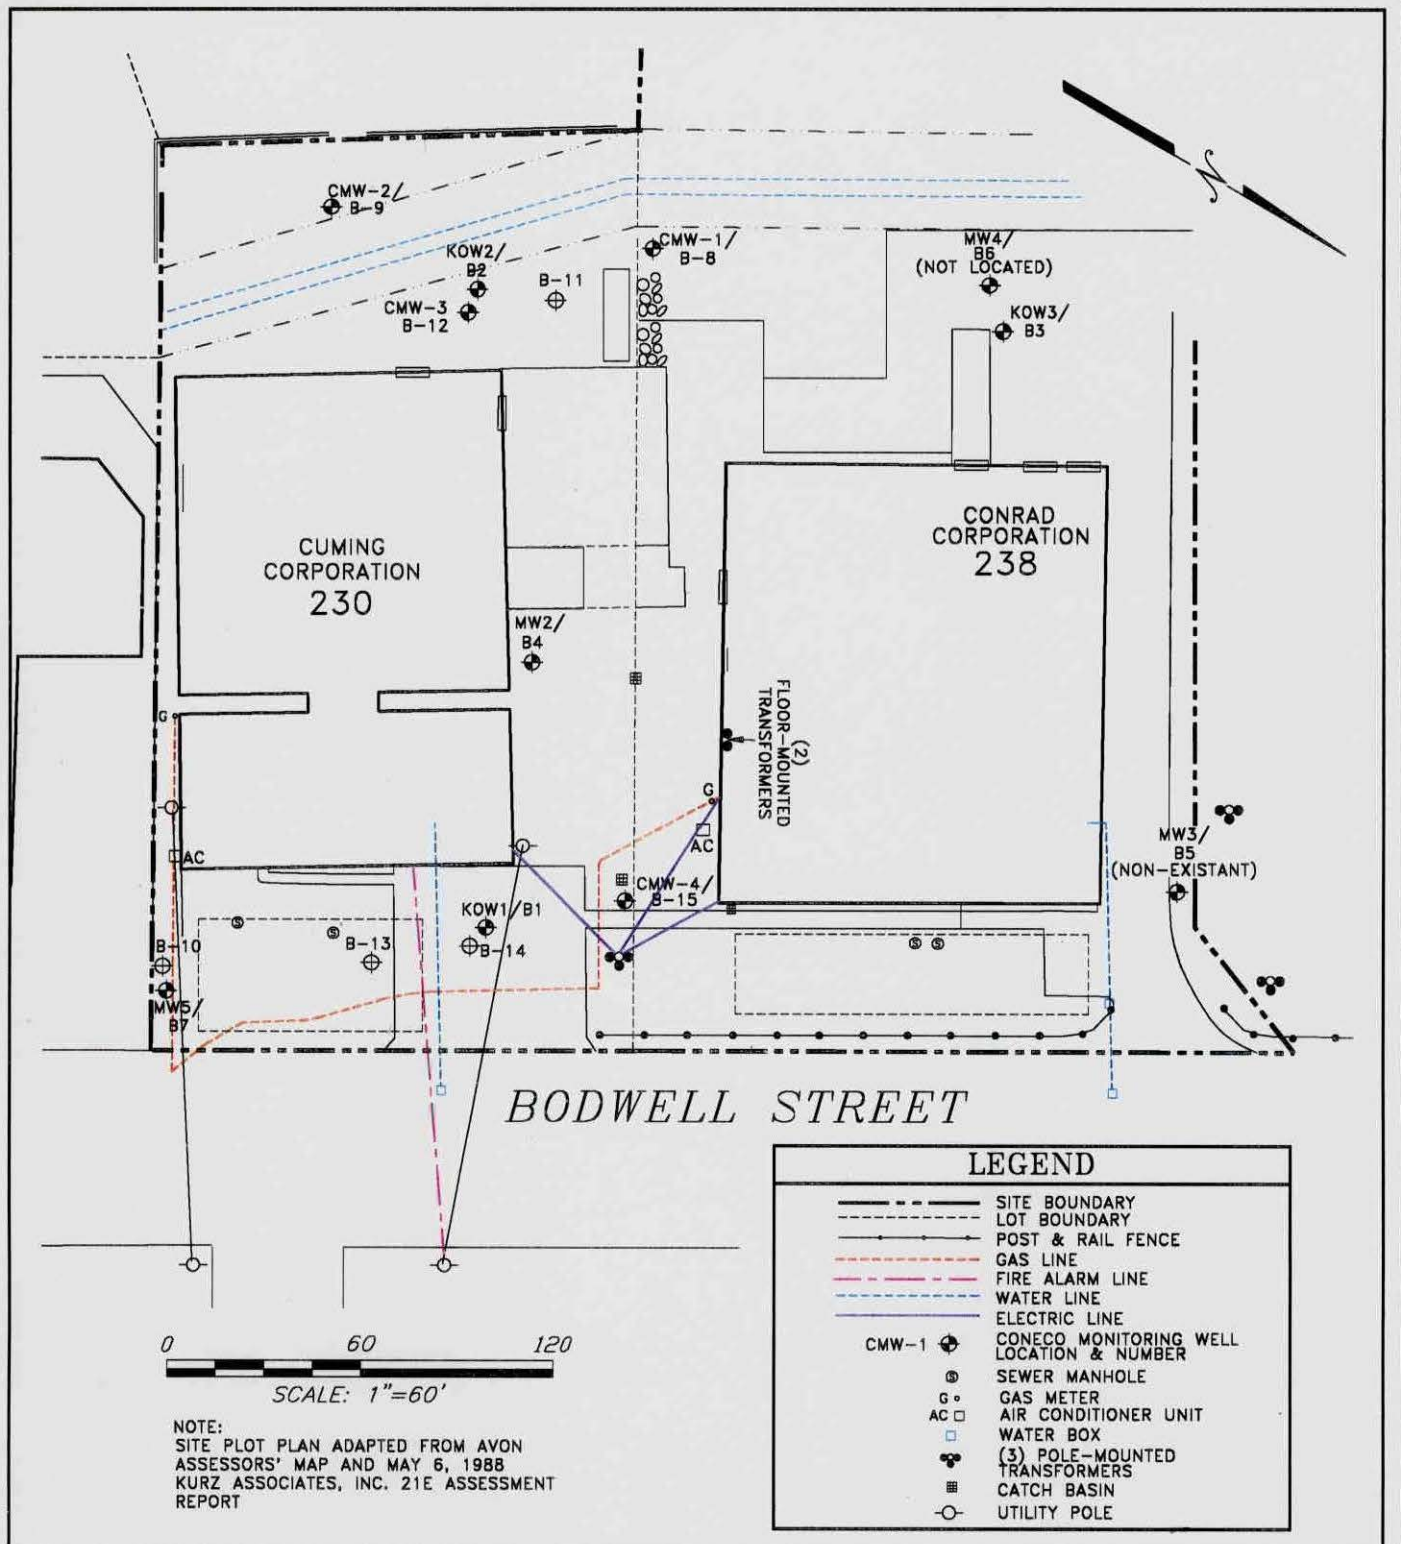 N
CMW-2/
B-9
KOW2/
B2
B-11
CMW-1/
B-8
MW4/
B6
(NOT LOCATED)
CMW-3
B-12
KOW3/
B3
CUMING
CORPORATION
230
CONRAD
CORPORATION
238
MW2/
B4
(2)
FLOOR-MOUNTED
TRANSFORMERS
G
G
AC
AC
MW3/
B5
(NON-EXISTANT)
CMW-4/
B-15
KOW1/B1
B-10
B-13
B-14
S
S
S
S
MW5/
B7
BODWELL STREET
LEGEND
SITE BOUNDARY
LOT BOUNDARY
POST & RAIL FENCE
GAS LINE
FIRE ALARM LINE
WATER LINE
ELECTRIC LINE
CMW-1 CONECO MONITORING WELL
LOCATION & NUMBER
S SEWER MANHOLE
G GAS METER
AC AIR CONDITIONER UNIT
WATER BOX
(3) POLE-MOUNTED
TRANSFORMERS
CATCH BASIN
UTILITY POLE
0 60 120
SCALE: 1"=60'
NOTE:
SITE PLOT PLAN ADAPTED FROM AVON
ASSESSORS' MAP AND MAY 6, 1988
KURZ ASSOCIATES, INC. 21E ASSESSMENT
REPORT